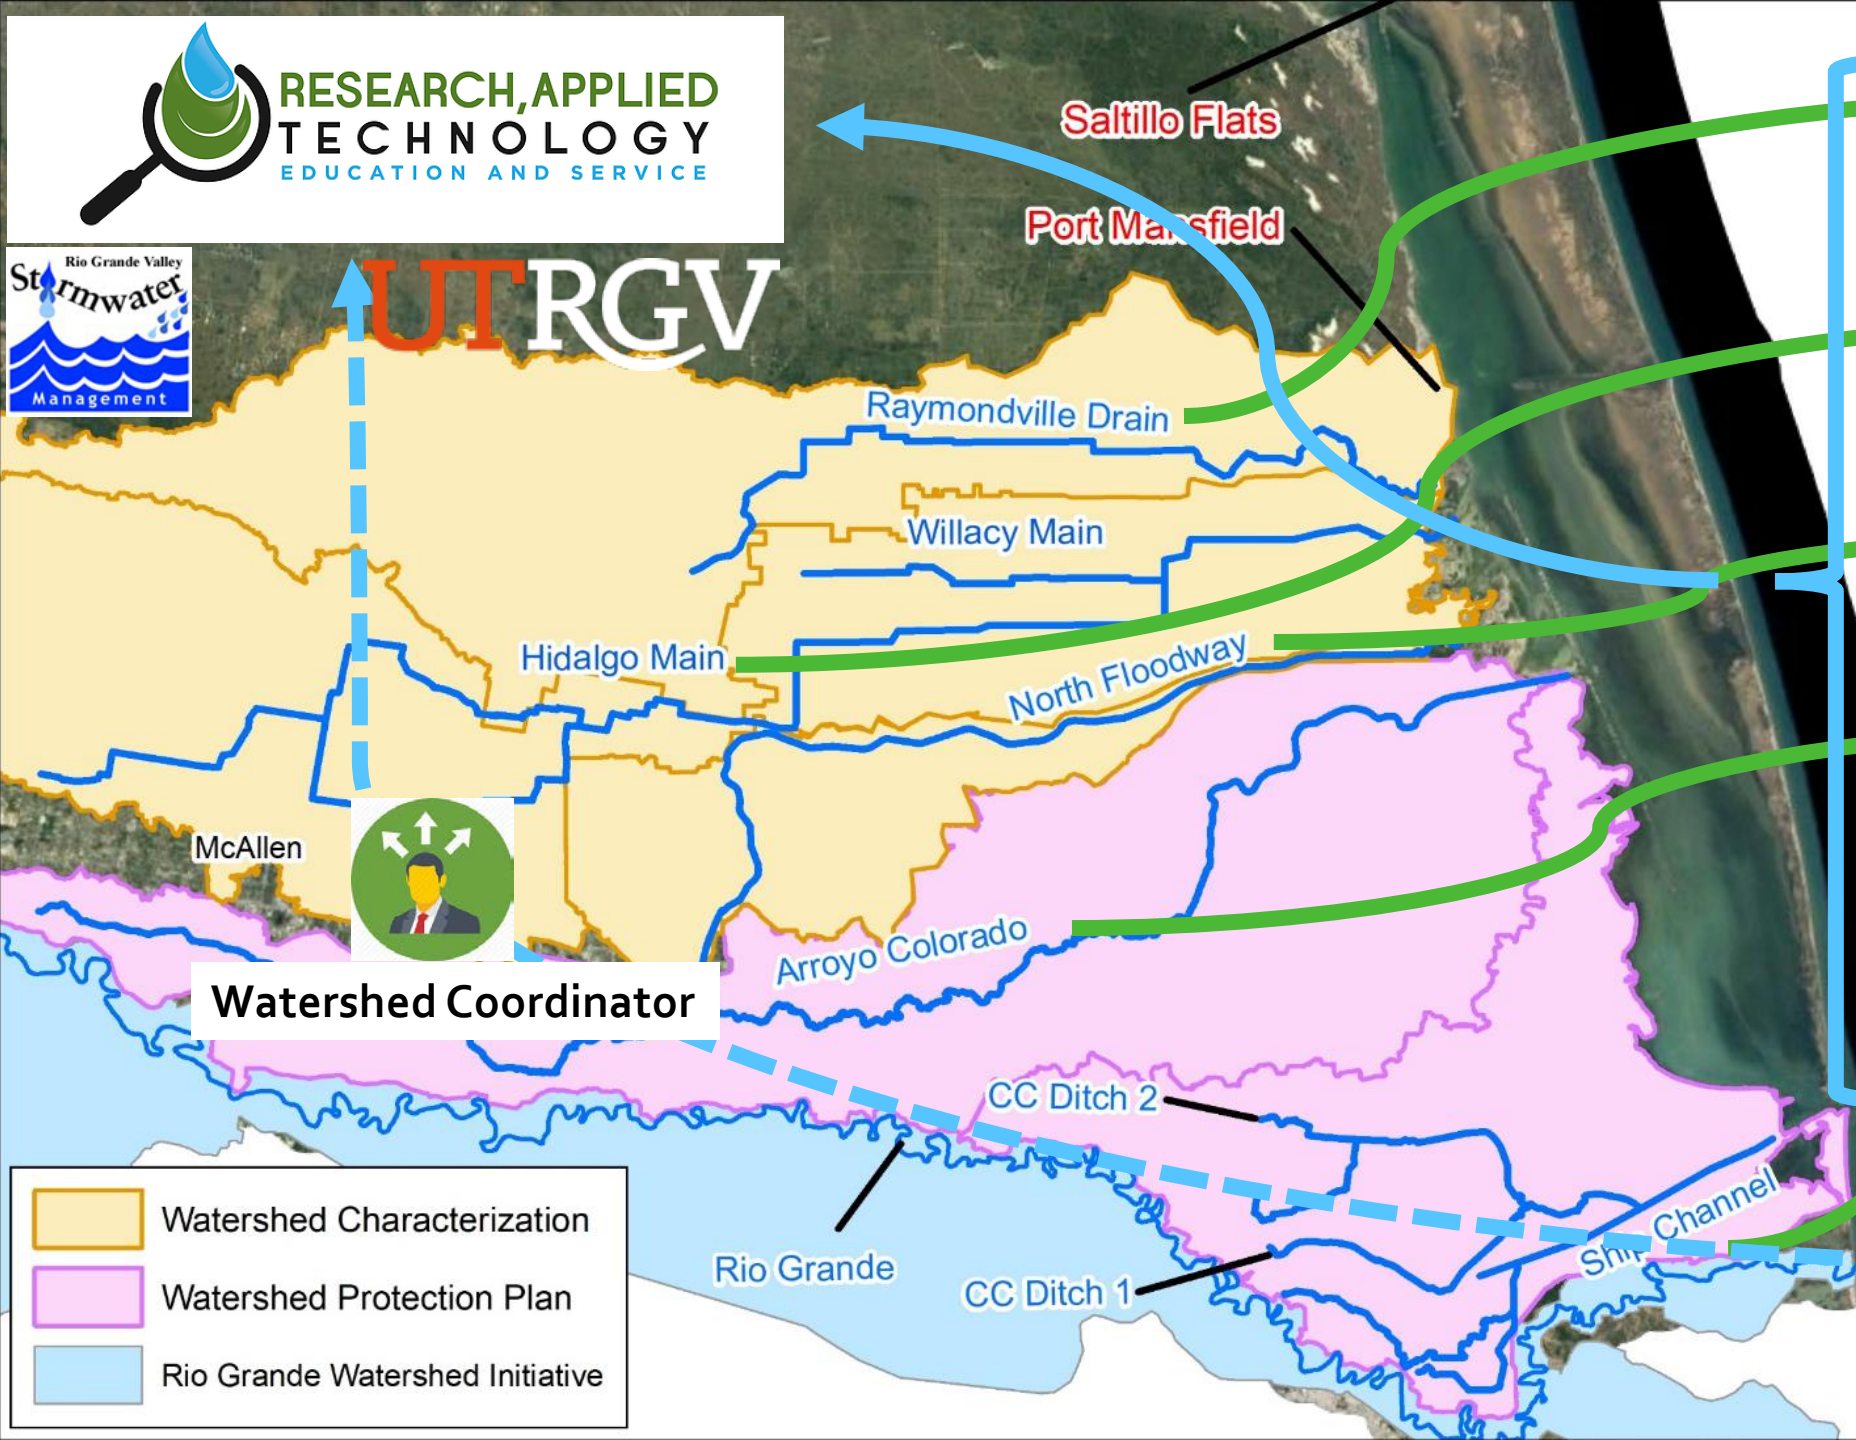 RESEARCH, APPLIED
TECHNOLOGY
EDUCATION AND SERVICE
Rio Grande Valley
Stormwater
Management
UTRGV
Saltillo Flats
Port Mansfield
Raymondville Drain
Willacy Main
Hidalgo Main
North Floodway
McAllen
Arroyo Colorado
Watershed Coordinator
CC Ditch 2
Ship Channel
Rio Grande
CC Ditch 1
Watershed Characterization
Watershed Protection Plan
Rio Grande Watershed Initiative